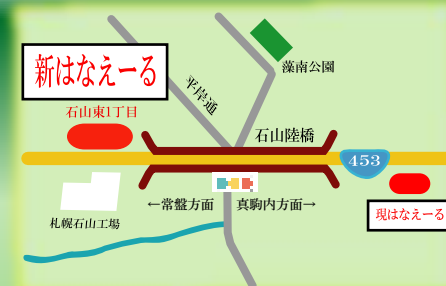 新はなえーる
藻南公園
平岸通
石山東1丁目
石山陸橋
453
←常盤方面
真駒内方面→
現はなえーる
札幌石山工場